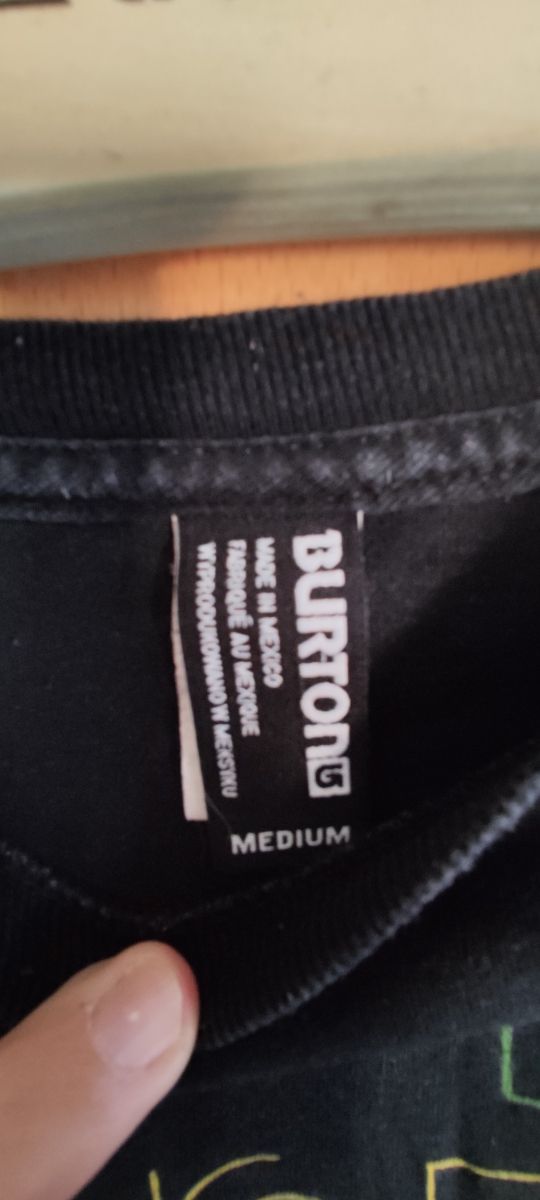 BURTON
MADE IN MEXICO
FABRIQUÉ AU MEXIQUE
WYPRODUKOWANO W MEKSYKU
MEDIUM